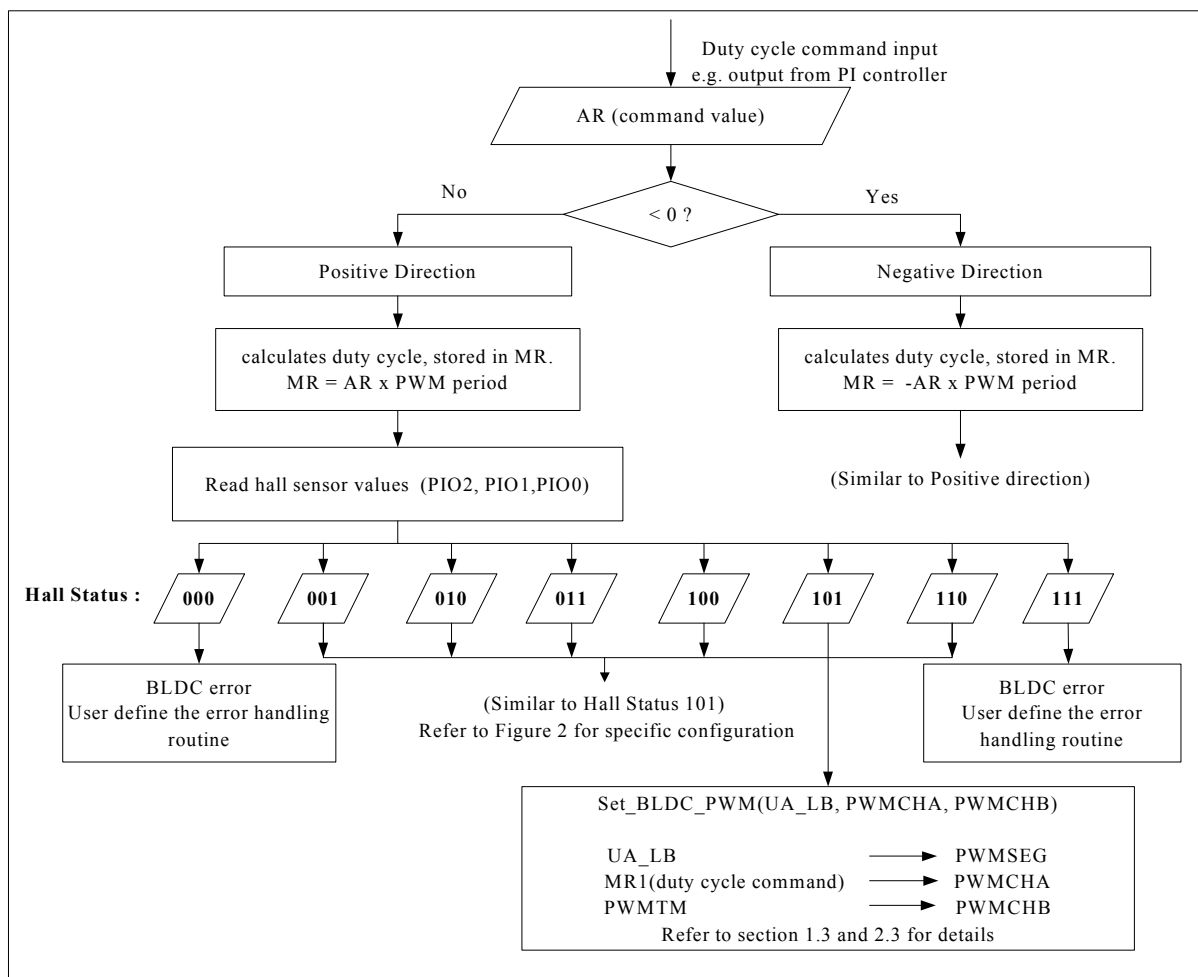 Duty cycle command input
e.g. output from PI controller
AR (command value)
No
Yes
< 0 ?
Positive Direction
Negative Direction
calculates duty cycle, stored in MR.
MR = AR x PWM period
calculates duty cycle, stored in MR.
MR =  -AR x PWM period
Read hall sensor values  (PIO2, PIO1,PIO0)
(Similar to Positive direction)
Hall Status : 000 001 010 011 100 101 110 111
BLDC error
User define the error handling
routine
(Similar to Hall Status 101)
Refer to Figure 2 for specific configuration
BLDC error
User define the error
handling routine
Set_BLDC_PWM(UA_LB, PWMCHA, PWMCHB)
UA_LB PWMSEG
MR1(duty cycle command) PWMCHA
PWMTM PWMCHB
Refer to section 1.3 and 2.3 for details